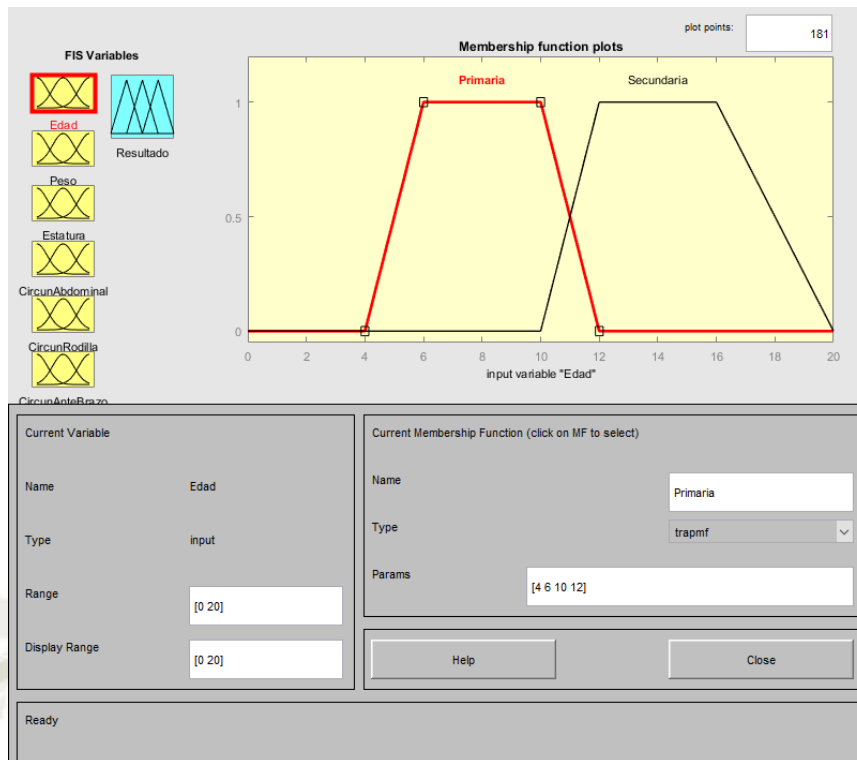 plot points:
181
FIS Variables
Membership function plots
Edad
Peso
Estatura
CircunAbdominal
CircunRodilla
CircunAnteBrazo
Resultado
Primaria
Secundaria
1
0.5
0
0 2 4 6 8 10 12 14 16 18 20
input variable "Edad"
Current Variable
Name Edad
Type input
Range [0 20]
Display Range [0 20]
Current Membership Function (click on MF to select)
Name Primaria
Type trapmf
Params [4 6 10 12]
Help Close
Ready